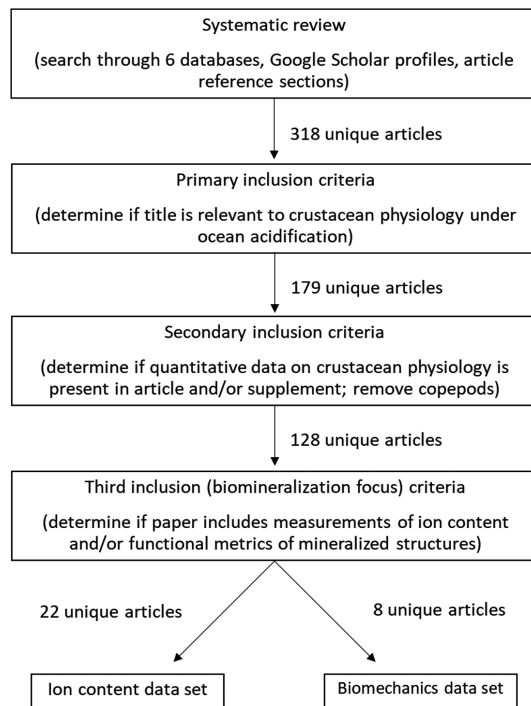 Systematic review
(search through 6 databases, Google Scholar profiles, article
reference sections)
318 unique articles
Primary inclusion criteria
(determine if title is relevant to crustacean physiology under
ocean acidification)
179 unique articles
Secondary inclusion criteria
(determine if quantitative data on crustacean physiology is
present in article and/or supplement; remove copepods)
128 unique articles
Third inclusion (biomineralization focus) criteria
(determine if paper includes measurements of ion content
and/or functional metrics of mineralized structures)
22 unique articles
8 unique articles
Ion content data set
Biomechanics data set